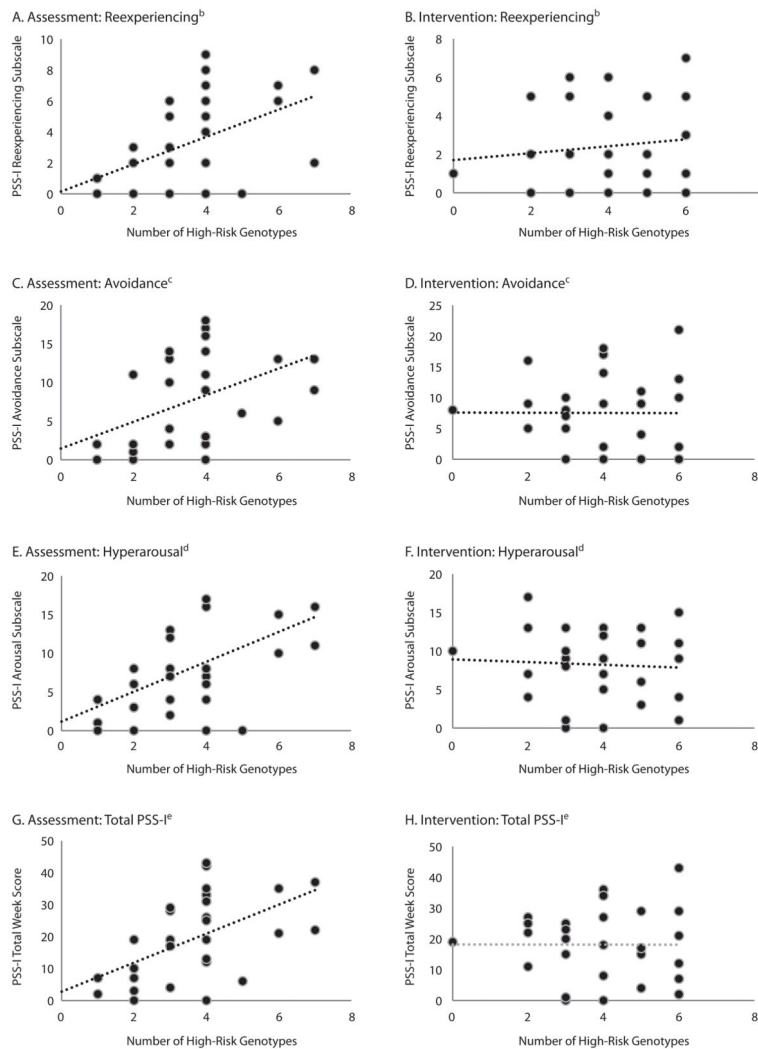 A. Assessment: Reexperiencingᵇ
PSS-I Reexperiencing Subscale
10
8
6
4
2
0
0 2 4 6 8
Number of High-Risk Genotypes
B. Intervention: Reexperiencingᵇ
PSS-I Reexperiencing Subscale
8
6
4
2
0
0 2 4 6 8
Number of High-Risk Genotypes
C. Assessment: Avoidanceᶜ
PSS-I Avoidance Subscale
20
15
10
5
0
0 2 4 6 8
Number of High-Risk Genotypes
D. Intervention: Avoidanceᶜ
PSS-I Avoidance Subscale
25
20
15
10
5
0
0 2 4 6 8
Number of High-Risk Genotypes
E. Assessment: Hyperarousalᵈ
PSS-I Arousal Subscale
20
15
10
5
0
0 2 4 6 8
Number of High-Risk Genotypes
F. Intervention: Hyperarousalᵈ
PSS-I Arousal Subscale
20
15
10
5
0
0 2 4 6 8
Number of High-Risk Genotypes
G. Assessment: Total PSS-Iᵉ
PSS-I Total Week Score
50
40
30
20
10
0
0 2 4 6 8
Number of High-Risk Genotypes
H. Intervention: Total PSS-Iᵉ
PSS-I Total Week Score
50
40
30
20
10
0
0 2 4 6 8
Number of High-Risk Genotypes